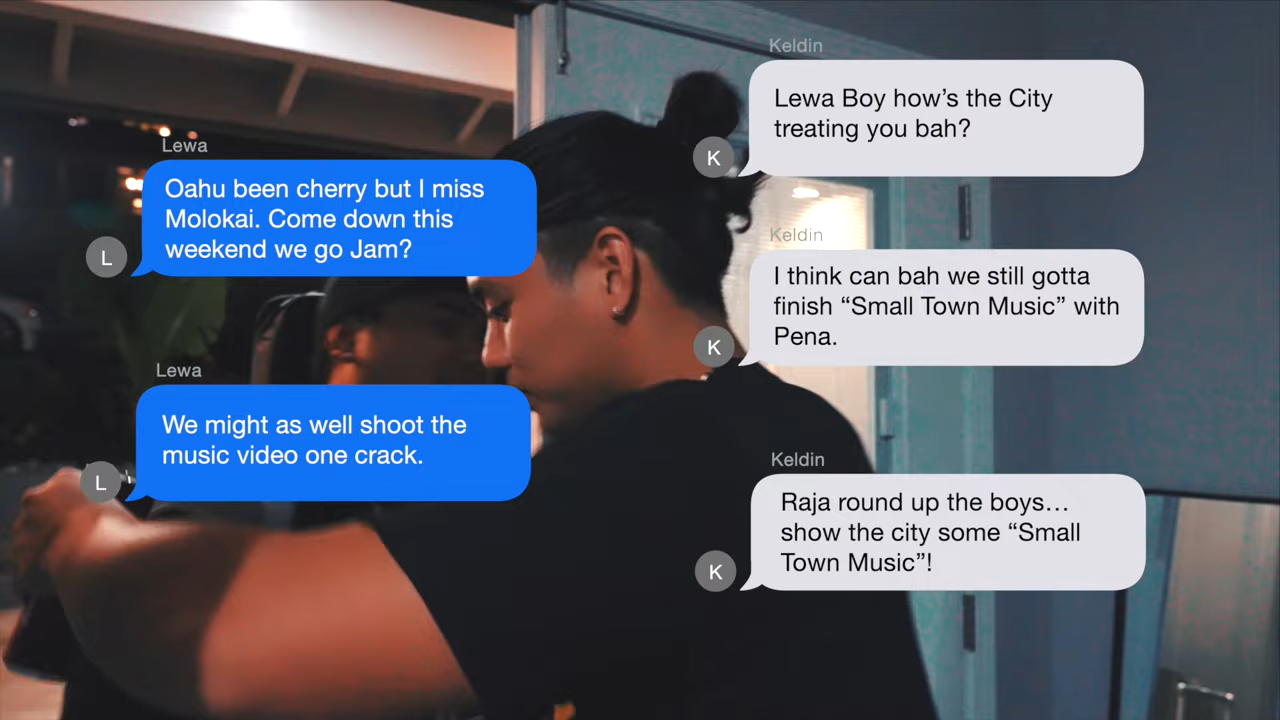 Keldin
Lewa Boy how’s the City
treating you bah?
K
Lewa
Oahu been cherry but I miss
Molokai. Come down this
weekend we go Jam?
L
Keldin
I think can bah we still gotta
finish “Small Town Music” with
Pena.
K
Lewa
We might as well shoot the
music video one crack.
L
Keldin
Raja round up the boys...
show the city some “Small
Town Music”!
K